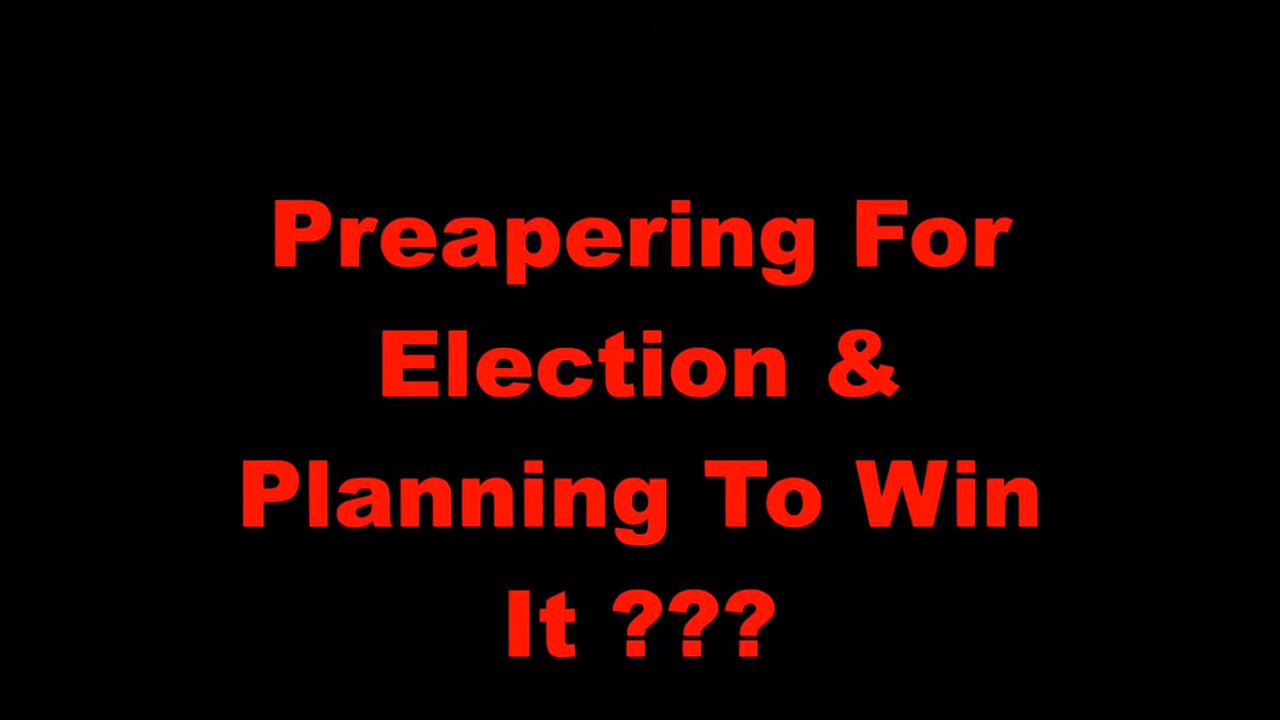 Preapering For
Election &
Planning To Win
It ???